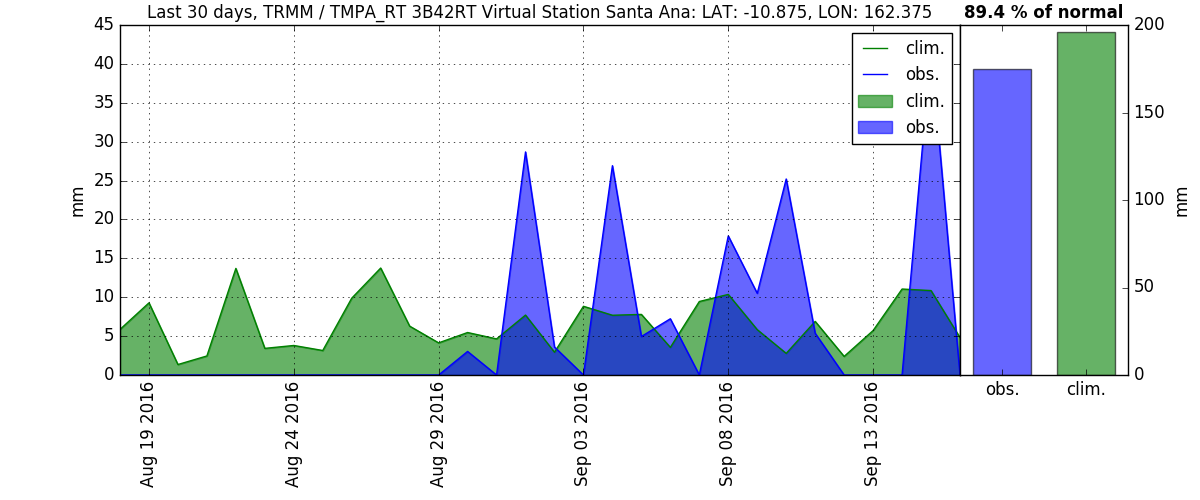 Last 30 days, TRMM / TMPA_RT 3B42RT Virtual Station Santa Ana: LAT: -10.875, LON: 162.375
89.4 % of normal
45
40
35
30
25
20
15
10
5
0
mm
clim.
obs.
clim.
obs.
Aug 19 2016
Aug 24 2016
Aug 29 2016
Sep 03 2016
Sep 08 2016
Sep 13 2016
200
150
100
50
0
mm
obs.
clim.